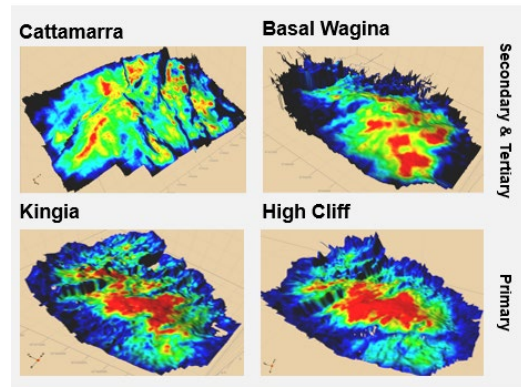 Cattamarra
Basal Wagina
Secondary & Tertiary
Kingia
High Cliff
Primary